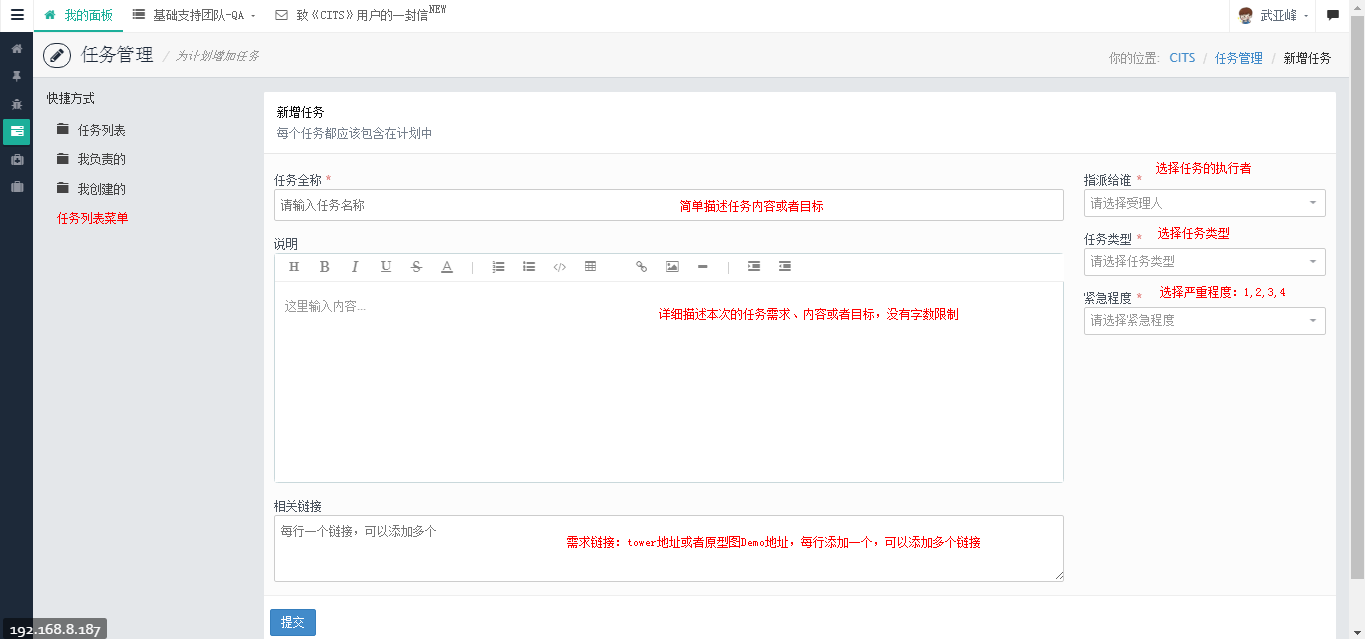 我的面板 基础支持团队-QA 致《CITS》用户的一封信NEW 武亚峰
任务管理 / 为计划增加任务 你的位置: CITS / 任务管理 / 新增任务
快捷方式
任务列表
我负责的
我创建的
任务列表菜单
新增任务
每个任务都应该包含在计划中
任务全称 *
请输入任务名称 简单描述任务内容或者目标
说明
H B I U S A
这里输入内容...
详细描述本次的任务需求、内容或者目标，没有字数限制
相关链接
每行一个链接，可以添加多个
需求链接：tower地址或者原型图Demo地址，每行添加一个，可以添加多个链接
提交
选择任务的执行者
指派给谁 *
请选择受理人
任务类型 * 选择任务类型
请选择任务类型
紧急程度 * 选择严重程度：1,2,3,4
请选择紧急程度
192.168.8.187